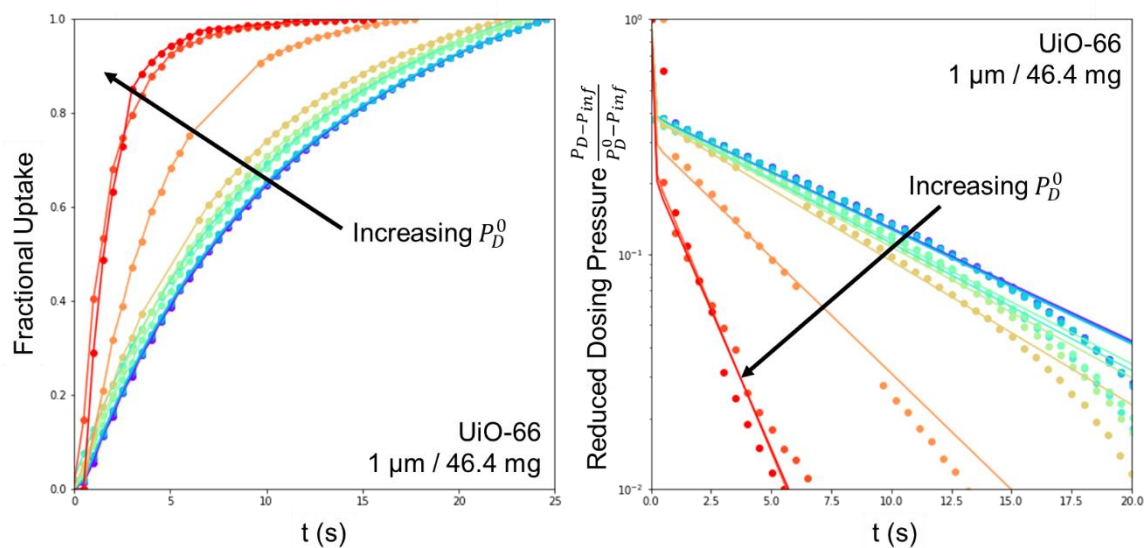 1.0
0.8
0.6
0.4
0.2
0.0
0 5 10 15 20 25
Fractional Uptake
Increasing P_D^0
UiO-66
1 μm / 46.4 mg
t (s)
10^0
10^-1
10^-2
0.0 2.5 5.0 7.5 10.0 12.5 15.0 17.5 20.0
Reduced Dosing Pressure (P_D−P_inf)/(P_D^0−P_inf)
UiO-66
1 μm / 46.4 mg
Increasing P_D^0
t (s)